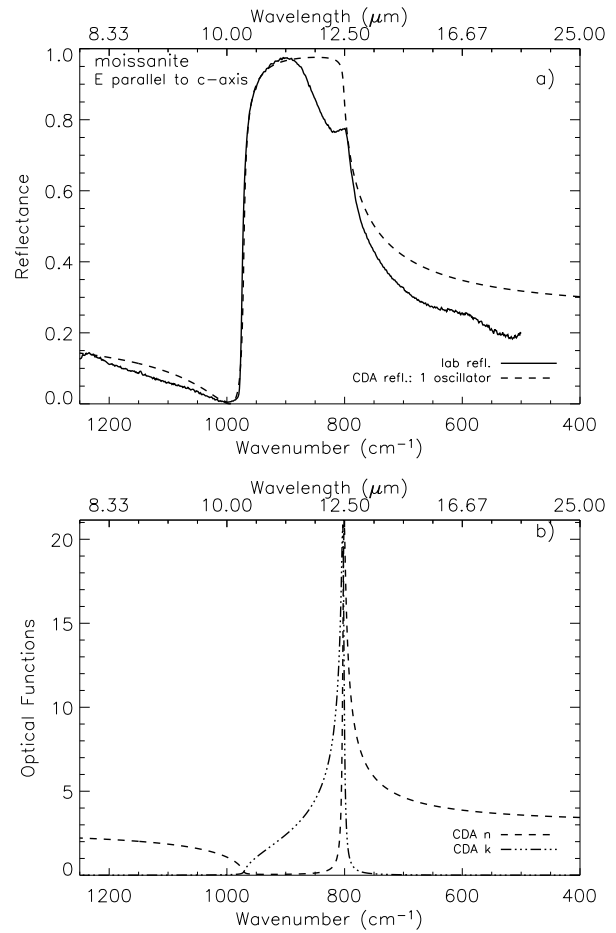 Wavelength (μm)
8.33 10.00 12.50 16.67 25.00
1.0
moissanite
E parallel to c-axis
a)
0.8
0.6
0.4
0.2
0.0
Reflectance
lab refl.
CDA refl.: 1 oscillator
1200 1000 800 600 400
Wavenumber (cm⁻¹)
Wavelength (μm)
8.33 10.00 12.50 16.67 25.00
b)
20
15
10
5
0
Optical Functions
CDA n
CDA k
1200 1000 800 600 400
Wavenumber (cm⁻¹)